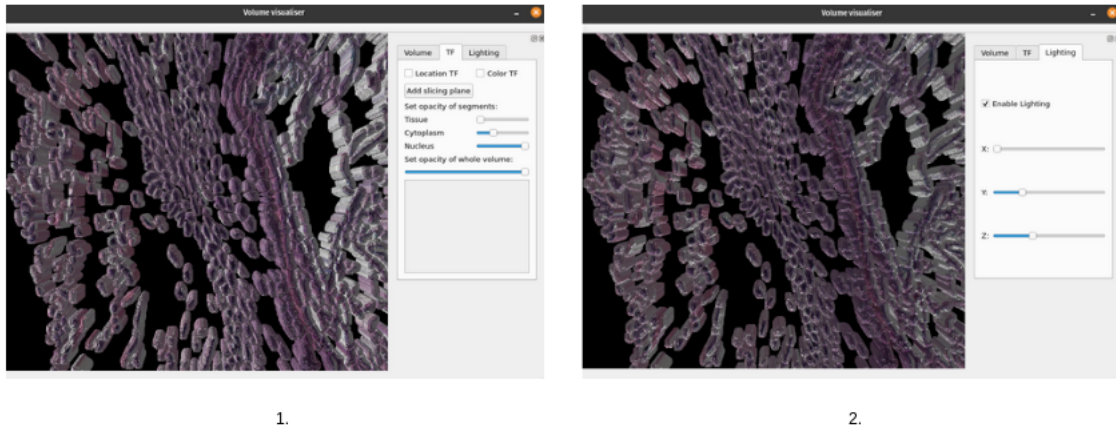 Volume visualiser
Volume TF Lighting
Location TF Color TF
Add slicing plane
Set opacity of segments:
Tissue
Cytoplasm
Nucleus
Set opacity of whole volume:
1.
Volume visualiser
Volume TF Lighting
Enable Lighting
X:
Y:
Z:
2.